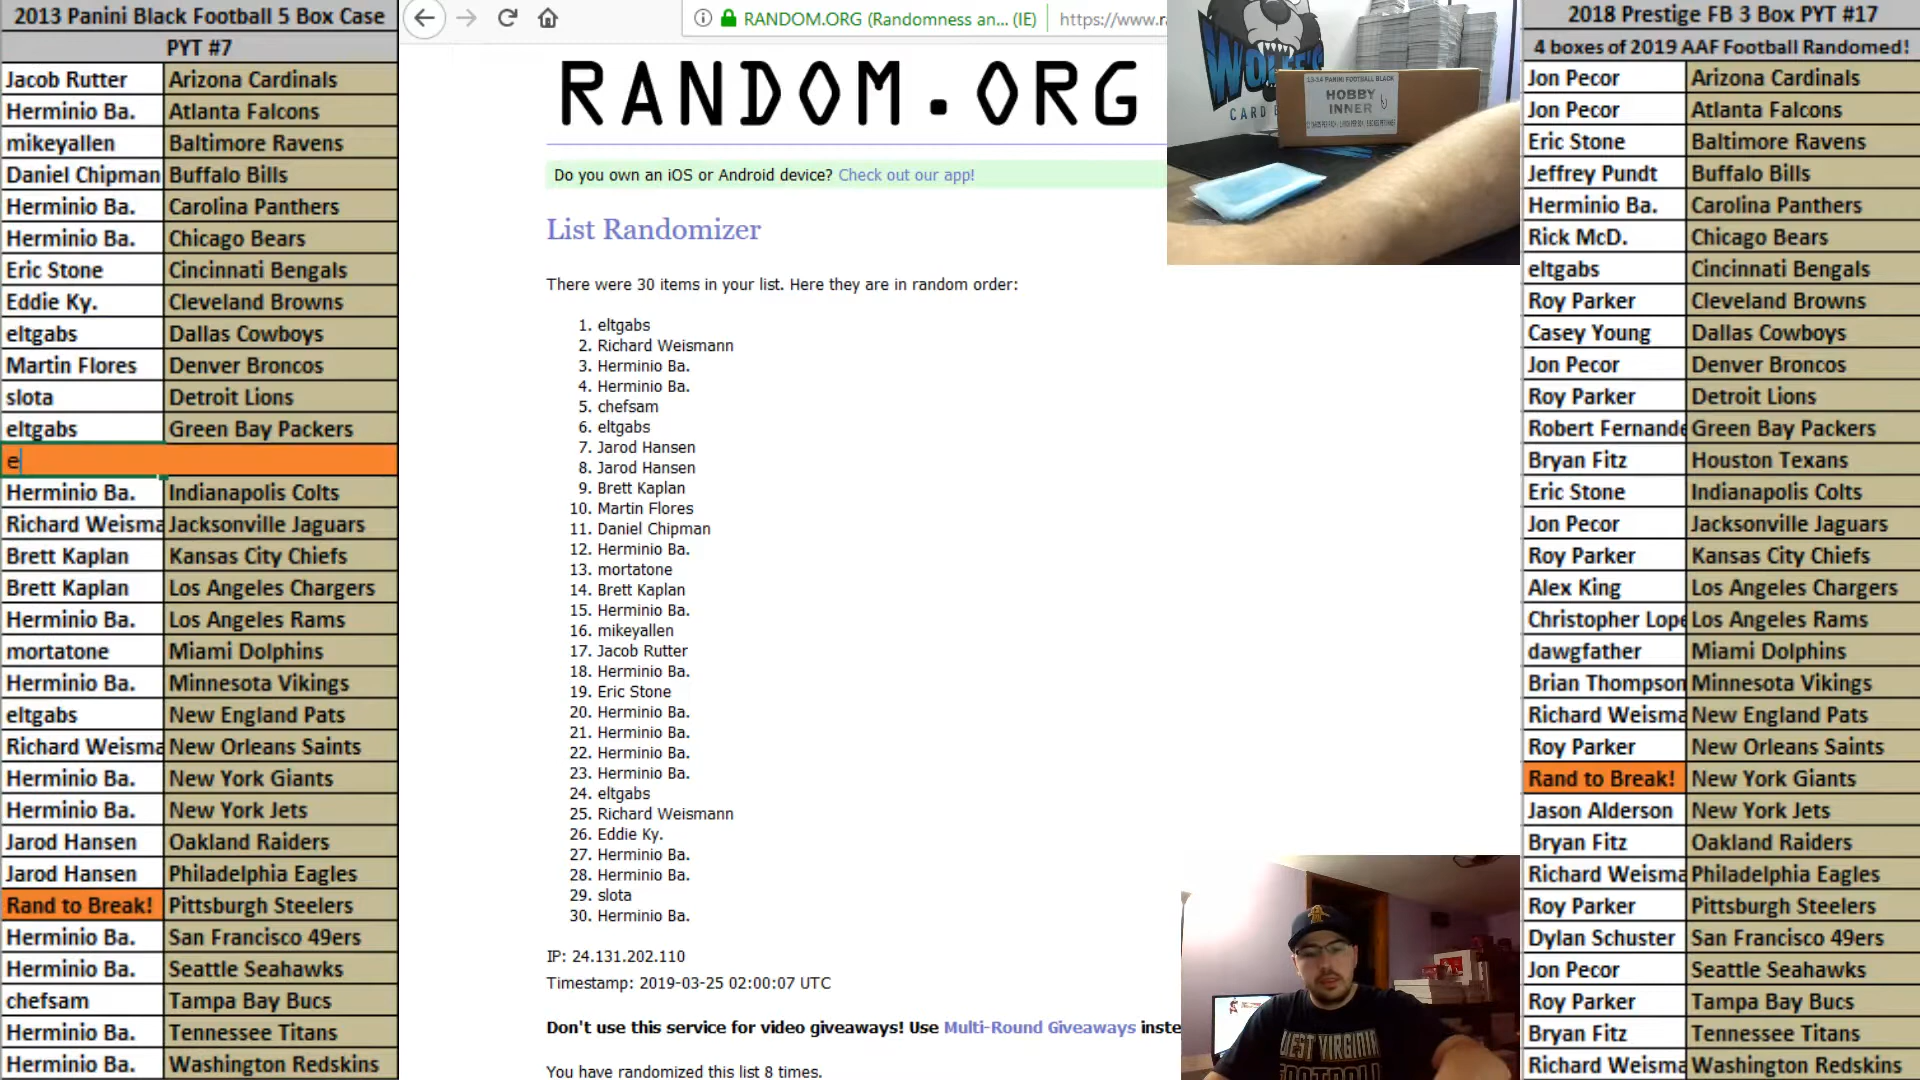 2013 Panini Black Football 5 Box Case
PYT #7
Jacob Rutter Arizona Cardinals
Herminio Ba. Atlanta Falcons
mikeyallen Baltimore Ravens
Daniel Chipman Buffalo Bills
Herminio Ba. Carolina Panthers
Herminio Ba. Chicago Bears
Eric Stone Cincinnati Bengals
Eddie Ky. Cleveland Browns
eltgabs Dallas Cowboys
Martin Flores Denver Broncos
slota Detroit Lions
eltgabs Green Bay Packers
e
Herminio Ba. Indianapolis Colts
Richard Weisma Jacksonville Jaguars
Brett Kaplan Kansas City Chiefs
Brett Kaplan Los Angeles Chargers
Herminio Ba. Los Angeles Rams
mortatone Miami Dolphins
Herminio Ba. Minnesota Vikings
eltgabs New England Pats
Richard Weisma New Orleans Saints
Herminio Ba. New York Giants
Herminio Ba. New York Jets
Jarod Hansen Oakland Raiders
Jarod Hansen Philadelphia Eagles
Rand to Break! Pittsburgh Steelers
Herminio Ba. San Francisco 49ers
Herminio Ba. Seattle Seahawks
chefsam Tampa Bay Bucs
Herminio Ba. Tennessee Titans
Herminio Ba. Washington Redskins
RANDOM.ORG (Randomness an... (IE) https://www.r
RANDOM.ORG
Do you own an iOS or Android device? Check out our app!
List Randomizer
There were 30 items in your list. Here they are in random order:
1. eltgabs
2. Richard Weismann
3. Herminio Ba.
4. Herminio Ba.
5. chefsam
6. eltgabs
7. Jarod Hansen
8. Jarod Hansen
9. Brett Kaplan
10. Martin Flores
11. Daniel Chipman
12. Herminio Ba.
13. mortatone
14. Brett Kaplan
15. Herminio Ba.
16. mikeyallen
17. Jacob Rutter
18. Herminio Ba.
19. Eric Stone
20. Herminio Ba.
21. Herminio Ba.
22. Herminio Ba.
23. Herminio Ba.
24. eltgabs
25. Richard Weismann
26. Eddie Ky.
27. Herminio Ba.
28. Herminio Ba.
29. slota
30. Herminio Ba.
IP: 24.131.202.110
Timestamp: 2019-03-25 02:00:07 UTC
Don't use this service for video giveaways! Use Multi-Round Giveaways inste
You have randomized this list 8 times.
CARD
13-14 PANINI FOOTBALL BLACK
HOBBY
INNER
WEST VIRGINIA
FOOTBALL
2018 Prestige FB 3 Box PYT #17
4 boxes of 2019 AAF Football Randomed!
Jon Pecor Arizona Cardinals
Jon Pecor Atlanta Falcons
Eric Stone Baltimore Ravens
Jeffrey Pundt Buffalo Bills
Herminio Ba. Carolina Panthers
Rick McD. Chicago Bears
eltgabs Cincinnati Bengals
Roy Parker Cleveland Browns
Casey Young Dallas Cowboys
Jon Pecor Denver Broncos
Roy Parker Detroit Lions
Robert Fernande Green Bay Packers
Bryan Fitz Houston Texans
Eric Stone Indianapolis Colts
Jon Pecor Jacksonville Jaguars
Roy Parker Kansas City Chiefs
Alex King Los Angeles Chargers
Christopher Lope Los Angeles Rams
dawgfather Miami Dolphins
Brian Thompson Minnesota Vikings
Richard Weisma New England Pats
Roy Parker New Orleans Saints
Rand to Break! New York Giants
Jason Alderson New York Jets
Bryan Fitz Oakland Raiders
Richard Weisma Philadelphia Eagles
Roy Parker Pittsburgh Steelers
Dylan Schuster San Francisco 49ers
Jon Pecor Seattle Seahawks
Roy Parker Tampa Bay Bucs
Bryan Fitz Tennessee Titans
Richard Weisma Washington Redskins